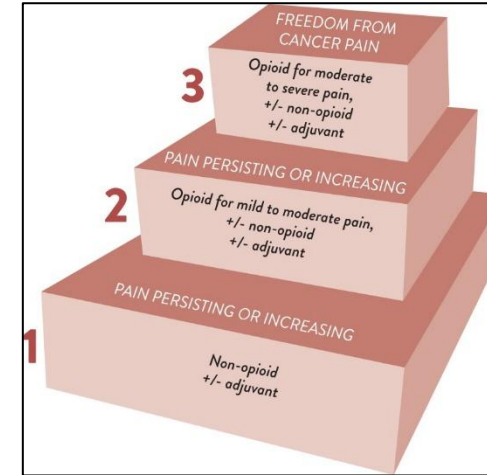 FREEDOM FROM
CANCER PAIN
3
Opioid for moderate
to severe pain,
+/- non-opioid
+/- adjuvant
PAIN PERSISTING OR INCREASING
2
Opioid for mild to moderate pain,
+/- non-opioid
+/- adjuvant
PAIN PERSISTING OR INCREASING
1
Non-opioid
+/- adjuvant